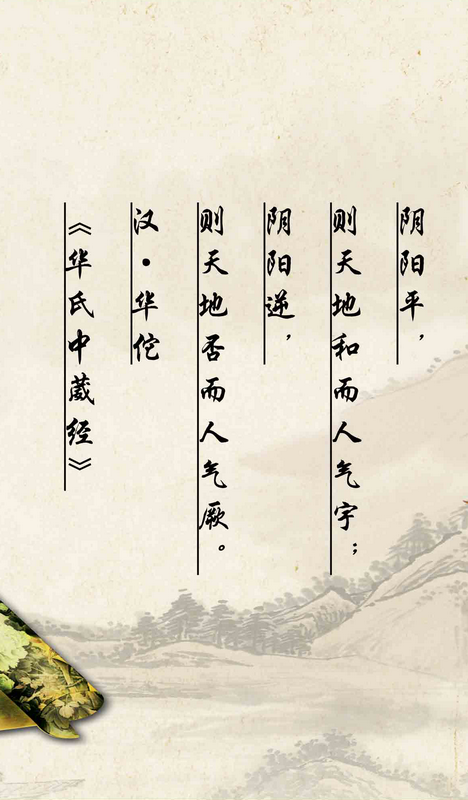 阴阳平，
则天地和而人气宇；
阴阳逆，
则天地否而人气厥。
汉·华佗
《华氏中藏经》